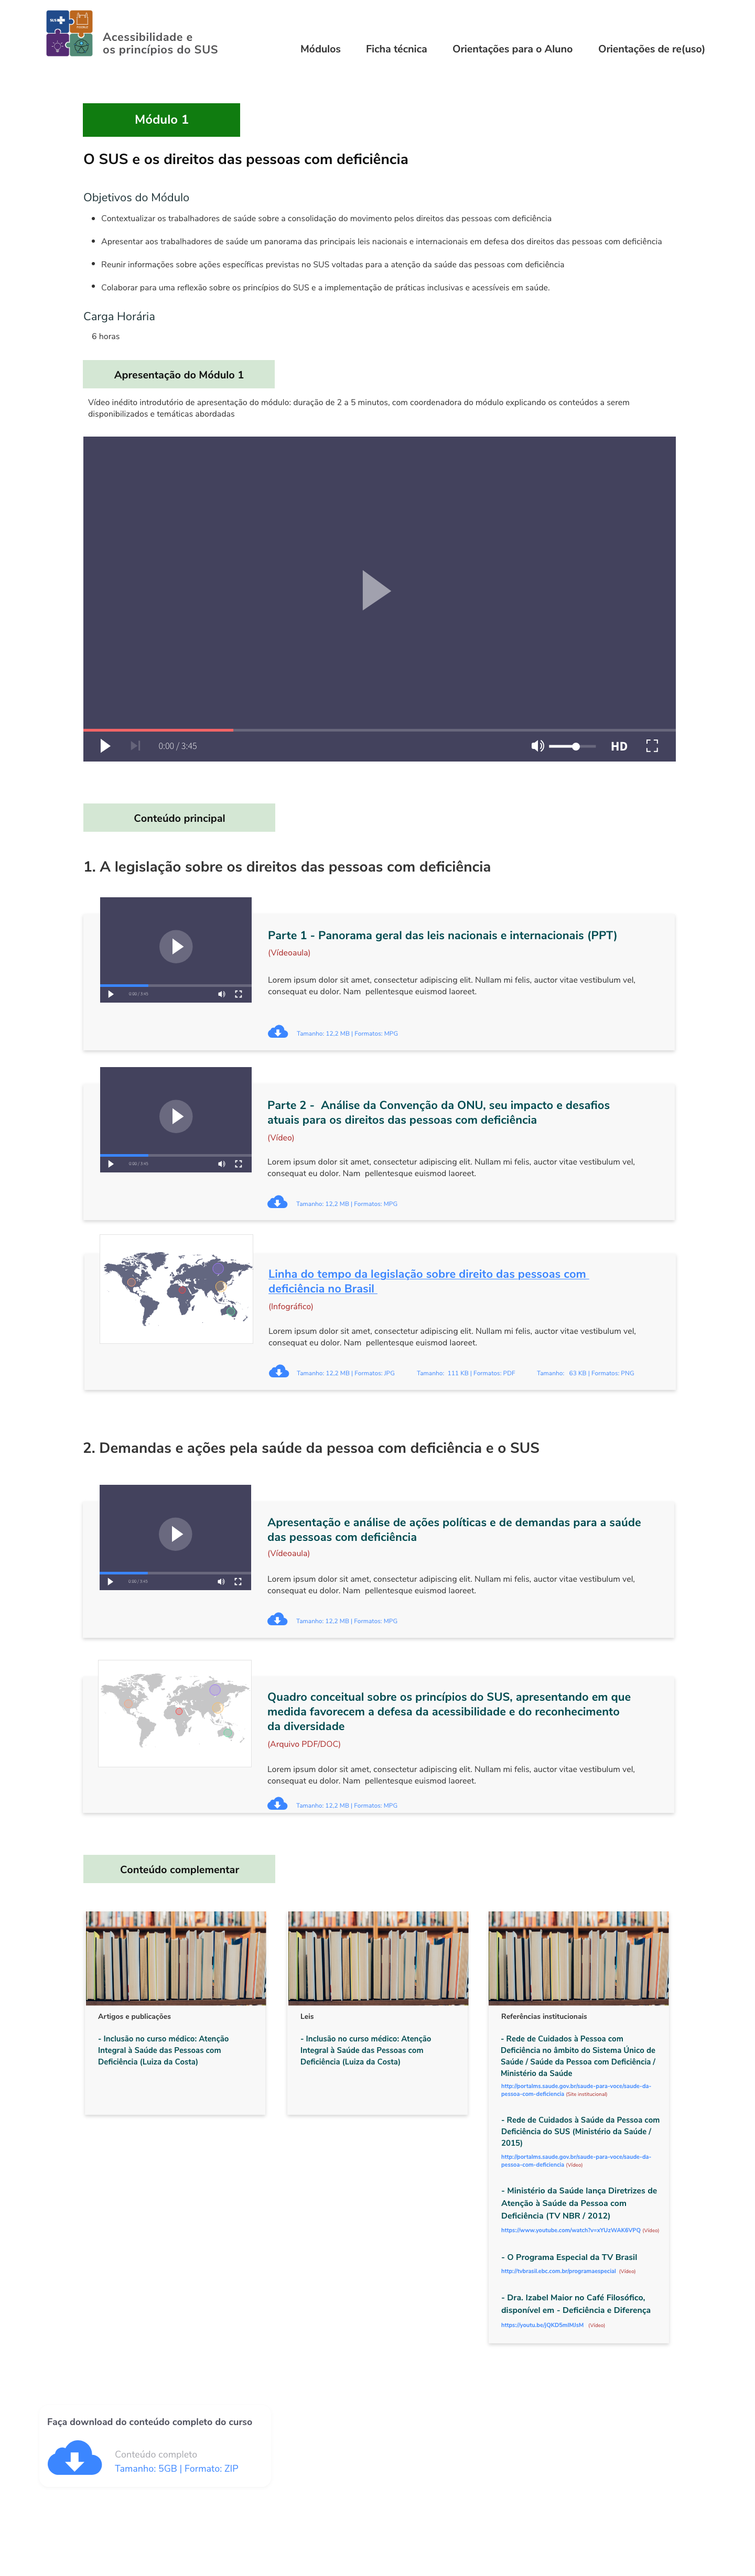 Acessibilidade e
os princípios do SUS
Módulos
Ficha técnica
Orientações para o Aluno
Orientações de re(uso)
Módulo 1
O SUS e os direitos das pessoas com deficiência
Objetivos do Módulo
Contextualizar os trabalhadores de saúde sobre a consolidação do movimento pelos direitos das pessoas com deficiência
Apresentar aos trabalhadores de saúde um panorama das principais leis nacionais e internacionais em defesa dos direitos das pessoas com deficiência
Reunir informações sobre ações específicas previstas no SUS voltadas para a atenção da saúde das pessoas com deficiência
Colaborar para uma reflexão sobre os princípios do SUS e a implementação de práticas inclusivas e acessíveis em saúde.
Carga Horária
6 horas
Apresentação do Módulo 1
Vídeo inédito introdutório de apresentação do módulo: duração de 2 a 5 minutos, com coordenadora do módulo explicando os conteúdos a serem
disponibilizados e temáticas abordadas
0:00 / 3:45
HD
Conteúdo principal
1. A legislação sobre os direitos das pessoas com deficiência
0:00 / 3:45
Parte 1 - Panorama geral das leis nacionais e internacionais (PPT)
(Vídeoaula)
Lorem ipsum dolor sit amet, consectetur adipiscing elit. Nullam mi felis, auctor vitae vestibulum vel,
consequat eu dolor. Nam pellentesque euismod laoreet.
Tamanho: 12,2 MB | Formatos: MPG
0:00 / 3:45
Parte 2 - Análise da Convenção da ONU, seu impacto e desafios
atuais para os direitos das pessoas com deficiência
(Vídeo)
Lorem ipsum dolor sit amet, consectetur adipiscing elit. Nullam mi felis, auctor vitae vestibulum vel,
consequat eu dolor. Nam pellentesque euismod laoreet.
Tamanho: 12,2 MB | Formatos: MPG
Linha do tempo da legislação sobre direito das pessoas com
deficiência no Brasil
(Infográfico)
Lorem ipsum dolor sit amet, consectetur adipiscing elit. Nullam mi felis, auctor vitae vestibulum vel,
consequat eu dolor. Nam pellentesque euismod laoreet.
Tamanho: 12,2 MB | Formatos: JPG
Tamanho: 111 KB | Formatos: PDF
Tamanho: 63 KB | Formatos: PNG
2. Demandas e ações pela saúde da pessoa com deficiência e o SUS
0:00 / 3:45
Apresentação e análise de ações políticas e de demandas para a saúde
das pessoas com deficiência
(Vídeoaula)
Lorem ipsum dolor sit amet, consectetur adipiscing elit. Nullam mi felis, auctor vitae vestibulum vel,
consequat eu dolor. Nam pellentesque euismod laoreet.
Tamanho: 12,2 MB | Formatos: MPG
Quadro conceitual sobre os princípios do SUS, apresentando em que
medida favorecem a defesa da acessibilidade e do reconhecimento
da diversidade
(Arquivo PDF/DOC)
Lorem ipsum dolor sit amet, consectetur adipiscing elit. Nullam mi felis, auctor vitae vestibulum vel,
consequat eu dolor. Nam pellentesque euismod laoreet.
Tamanho: 12,2 MB | Formatos: MPG
Conteúdo complementar
Artigos e publicações
- Inclusão no curso médico: Atenção
Integral à Saúde das Pessoas com
Deficiência (Luiza da Costa)
Leis
- Inclusão no curso médico: Atenção
Integral à Saúde das Pessoas com
Deficiência (Luiza da Costa)
Referências institucionais
- Rede de Cuidados à Pessoa com
Deficiência no âmbito do Sistema Único de
Saúde / Saúde da Pessoa com Deficiência /
Ministério da Saúde
http://portalms.saude.gov.br/saude-para-voce/saude-da-
pessoa-com-deficiencia (Site institucional)
- Rede de Cuidados à Saúde da Pessoa com
Deficiência do SUS (Ministério da Saúde /
2015)
http://portalms.saude.gov.br/saude-para-voce/saude-da-
pessoa-com-deficiencia (Vídeo)
- Ministério da Saúde lança Diretrizes de
Atenção à Saúde da Pessoa com
Deficiência (TV NBR / 2012)
https://www.youtube.com/watch?v=aYUzWAK8VPQ (Vídeo)
- O Programa Especial da TV Brasil
http://tvbrasil.ebc.com.br/programaespecial (Vídeo)
- Dra. Izabel Maior no Café Filosófico,
disponível em - Deficiência e Diferença
https://youtu.be/jQKD5mIMJsM (Vídeo)
Faça download do conteúdo completo do curso
Conteúdo completo
Tamanho: 5GB | Formato: ZIP